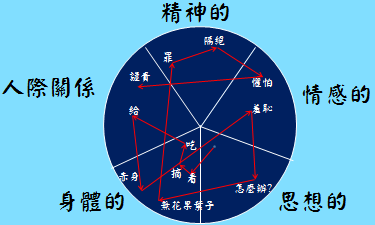 精神的
隔絕
罪
人際關係
謹責
懼怕
情感的
給
羞恥
吃
赤身
摘
看
怎麼辦?
身體的
無花果葉子
思想的